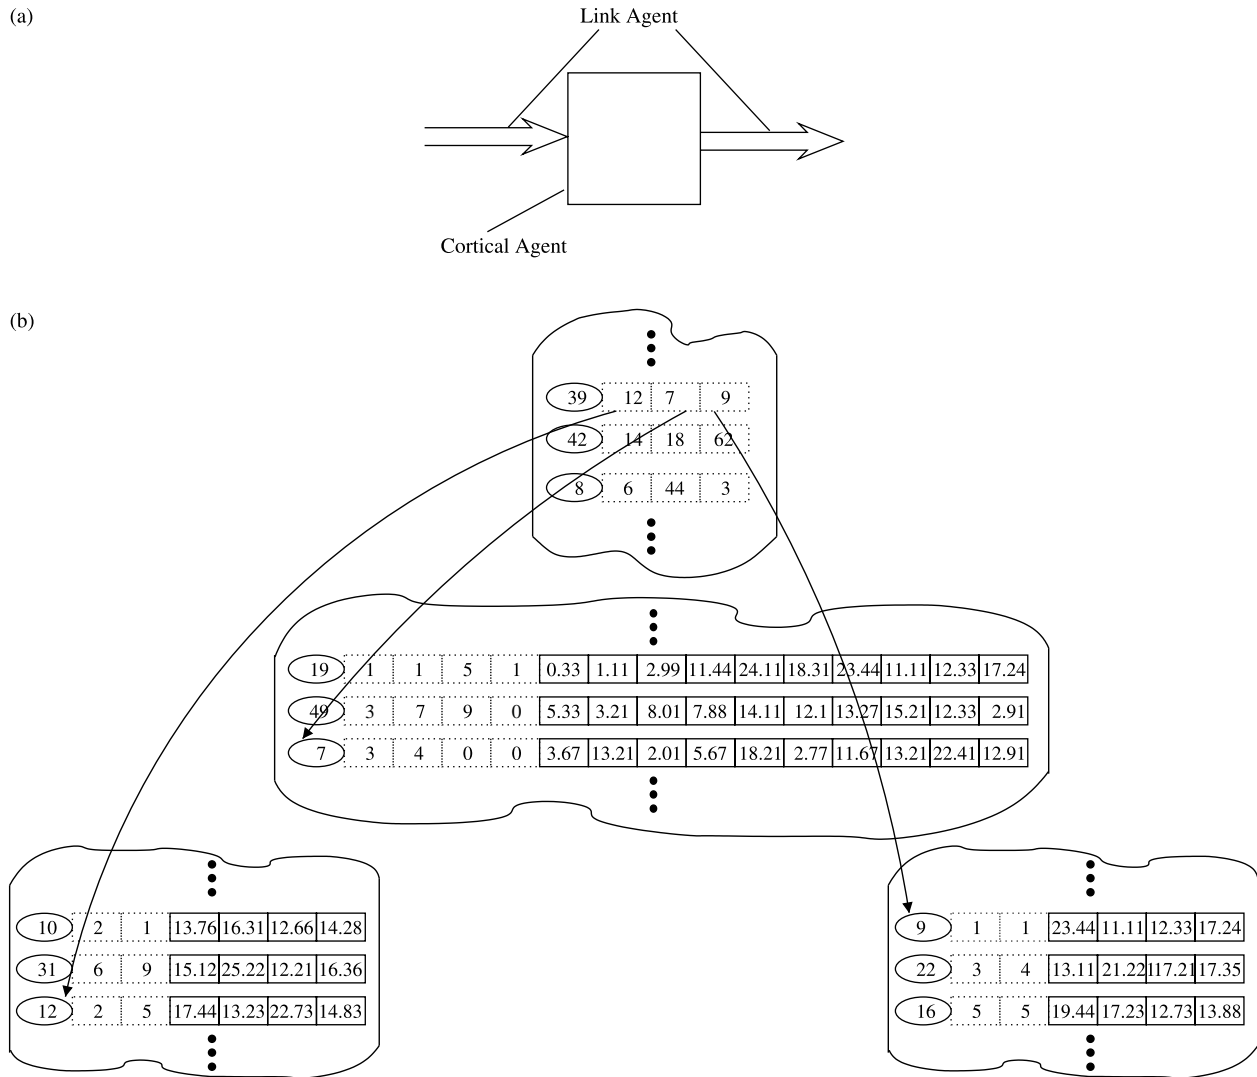 (a)
Link Agent
Cortical Agent
(b)
39 12 7 9
42 14 18 62
8 6 44 3
19 1 1 5 1 0.33 1.11 2.99 11.44 24.11 18.31 23.44 11.11 12.33 17.24
49 3 7 9 0 5.33 3.21 8.01 7.88 14.11 12.1 13.27 15.21 12.33 2.91
7 3 4 0 0 3.67 13.21 2.01 5.67 18.21 2.77 11.67 13.21 22.41 12.91
10 2 1 13.76 16.31 12.66 14.28
31 6 9 15.12 25.22 12.21 16.36
12 2 5 17.44 13.23 22.73 14.83
9 1 1 23.44 11.11 12.33 17.24
22 3 4 13.11 21.22 117.21 17.35
16 5 5 19.44 17.23 12.73 13.88